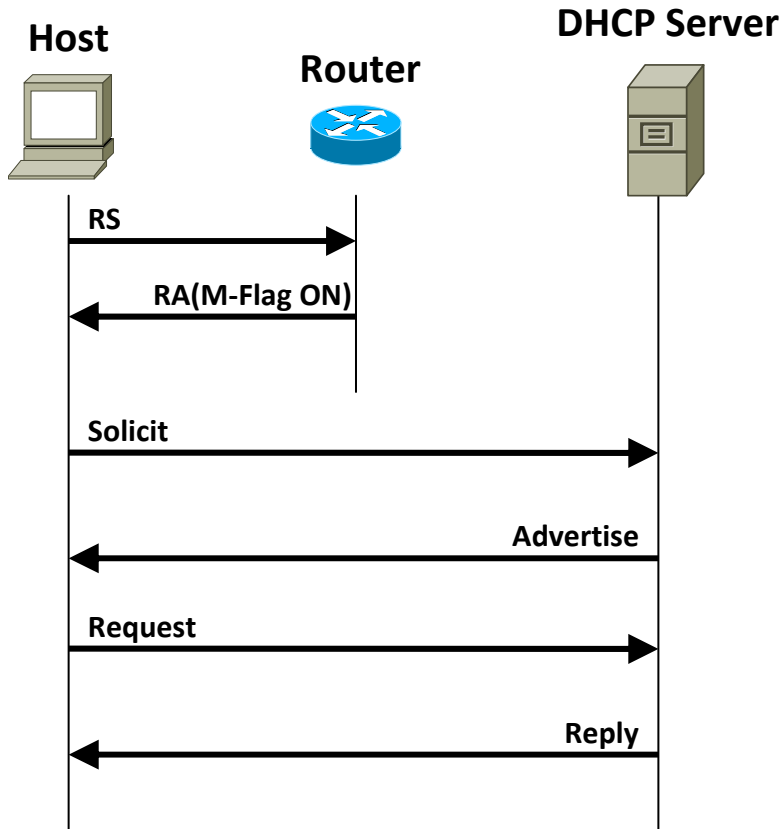 Host
Router
DHCP Server
RS
RA(M-Flag ON)
Solicit
Advertise
Request
Reply